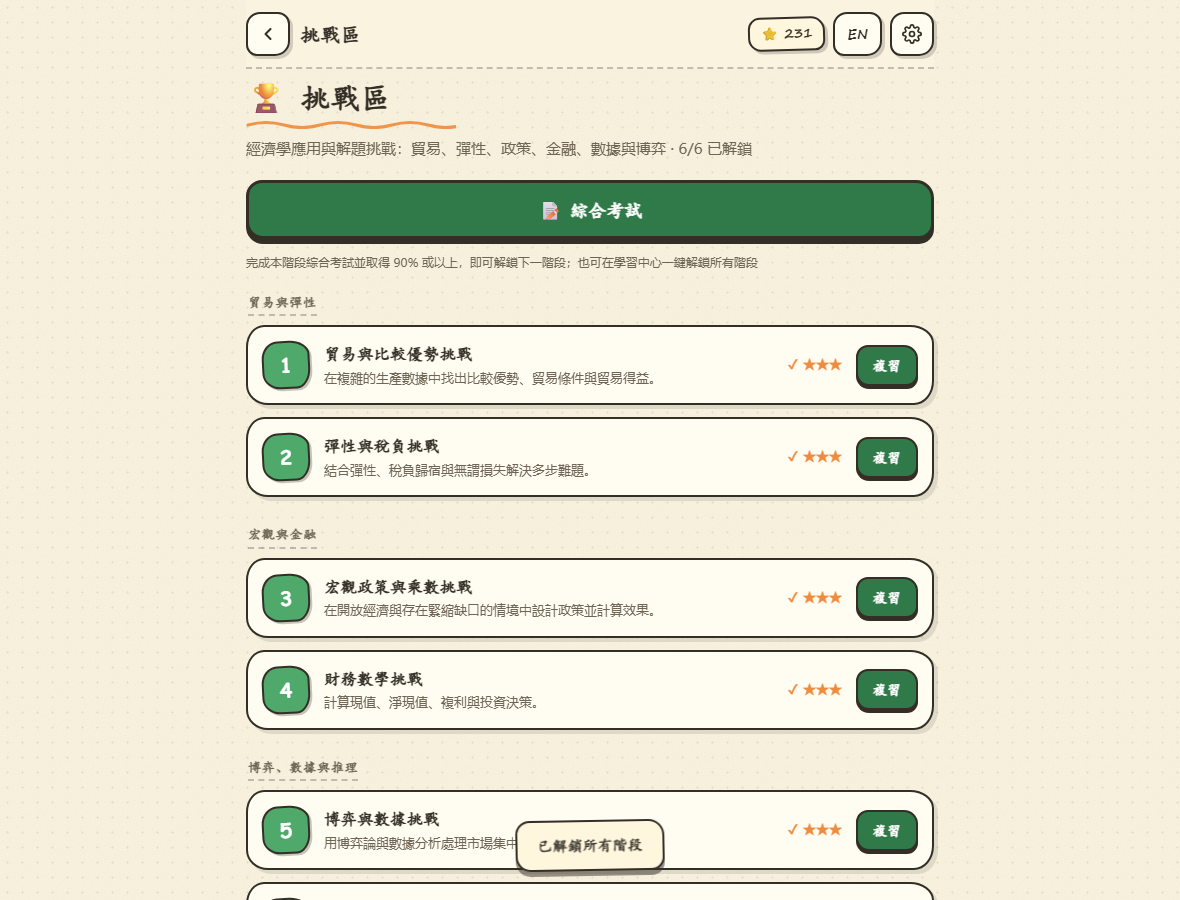 挑戰區
231
EN
挑戰區
經濟學應用與解題挑戰：貿易、彈性、政策、金融、數據與博弈 · 6/6 已解鎖
綜合考試
完成本階段綜合考試並取得 90% 或以上，即可解鎖下一階段；也可在學習中心一鍵解鎖所有階段
貿易與彈性
1
貿易與比較優勢挑戰
在複雜的生產數據中找出比較優勢、貿易條件與貿易得益。
✓ ★★★
複習
2
彈性與稅負挑戰
結合彈性、稅負歸宿與無謂損失解決多步難題。
✓ ★★★
複習
宏觀與金融
3
宏觀政策與乘數挑戰
在開放經濟與存在緊縮缺口的情境中設計政策並計算效果。
✓ ★★★
複習
4
財務數學挑戰
計算現值、淨現值、複利與投資決策。
✓ ★★★
複習
博弈、數據與推理
5
博弈與數據挑戰
用博弈論與數據分析處理市場集中
✓ ★★★
複習
已解鎖所有階段